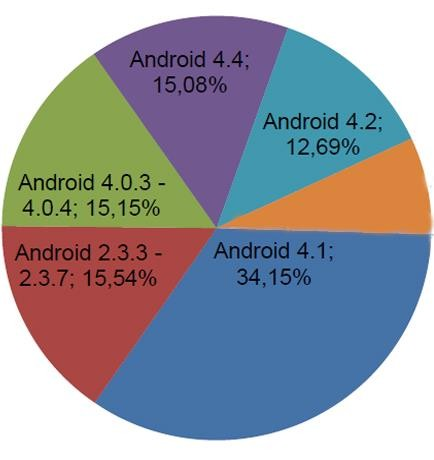 Android 4.4;
15,08%
Android 4.2;
12,69%
Android 4.0.3 -
4.0.4; 15,15%
Android 2.3.3 -
2.3.7; 15,54%
Android 4.1;
34,15%